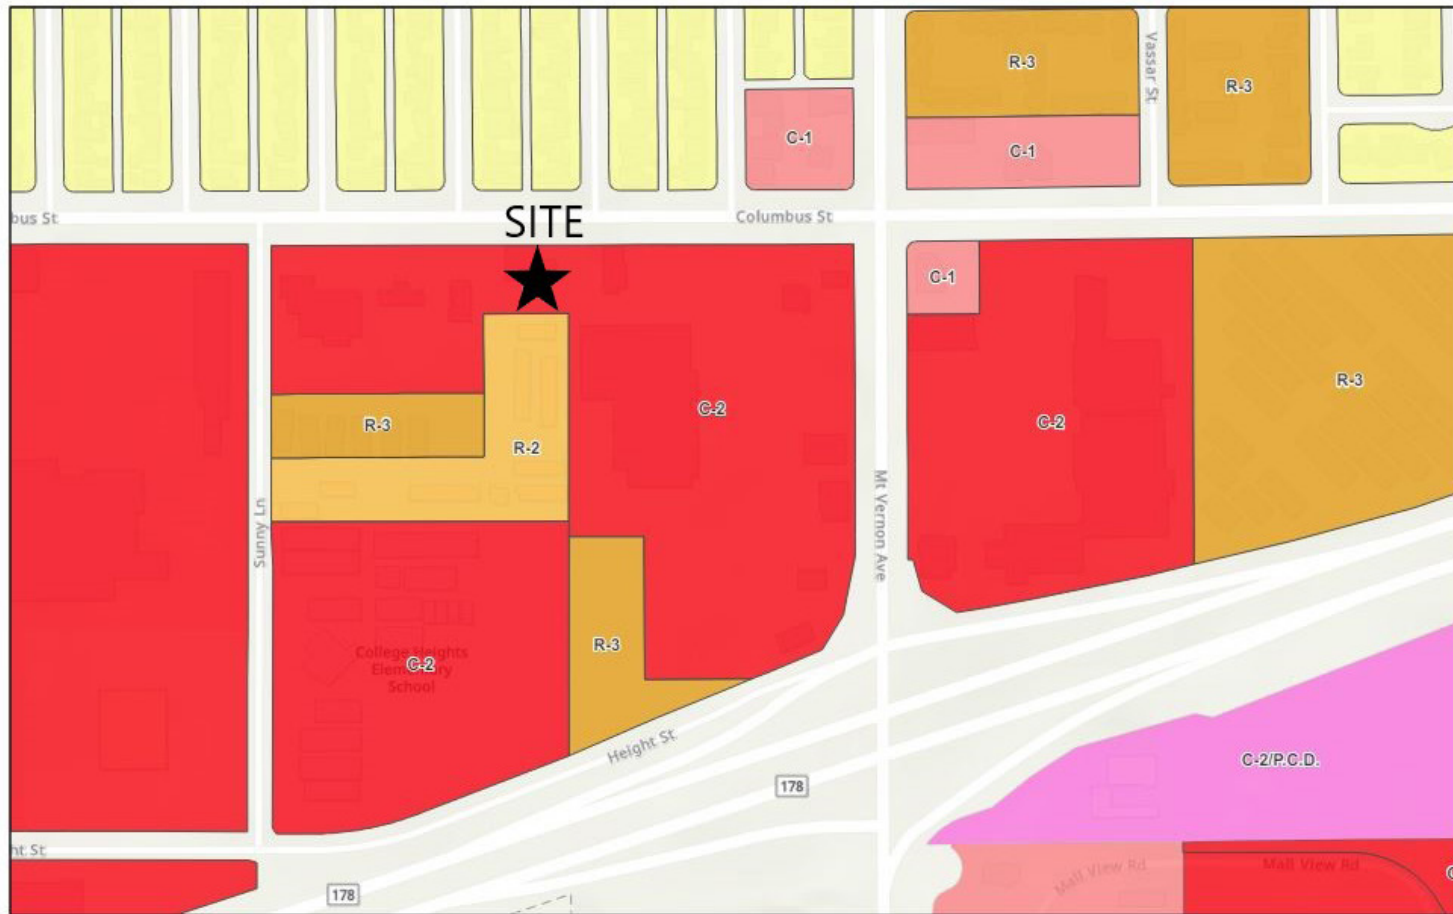 R-3
Vassar St
R-3
C-1
C-1
bus St
SITE
Columbus St
C-1
R-3
C-2
C-2
R-3
R-2
Sunny Ln
Mt Vernon Ave
R-3
College Heights
Elementary
School
C-2
Height St
178
C-2/P.C.D.
ht St
Mall View Rd
Mall View Rd
178